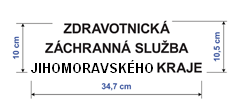 ZDRAVOTNICKÁ
ZÁCHRANNÁ SLUŽBA
JIHOMORAVSKÉHO KRAJE
10 cm
10,5 cm
34,7 cm